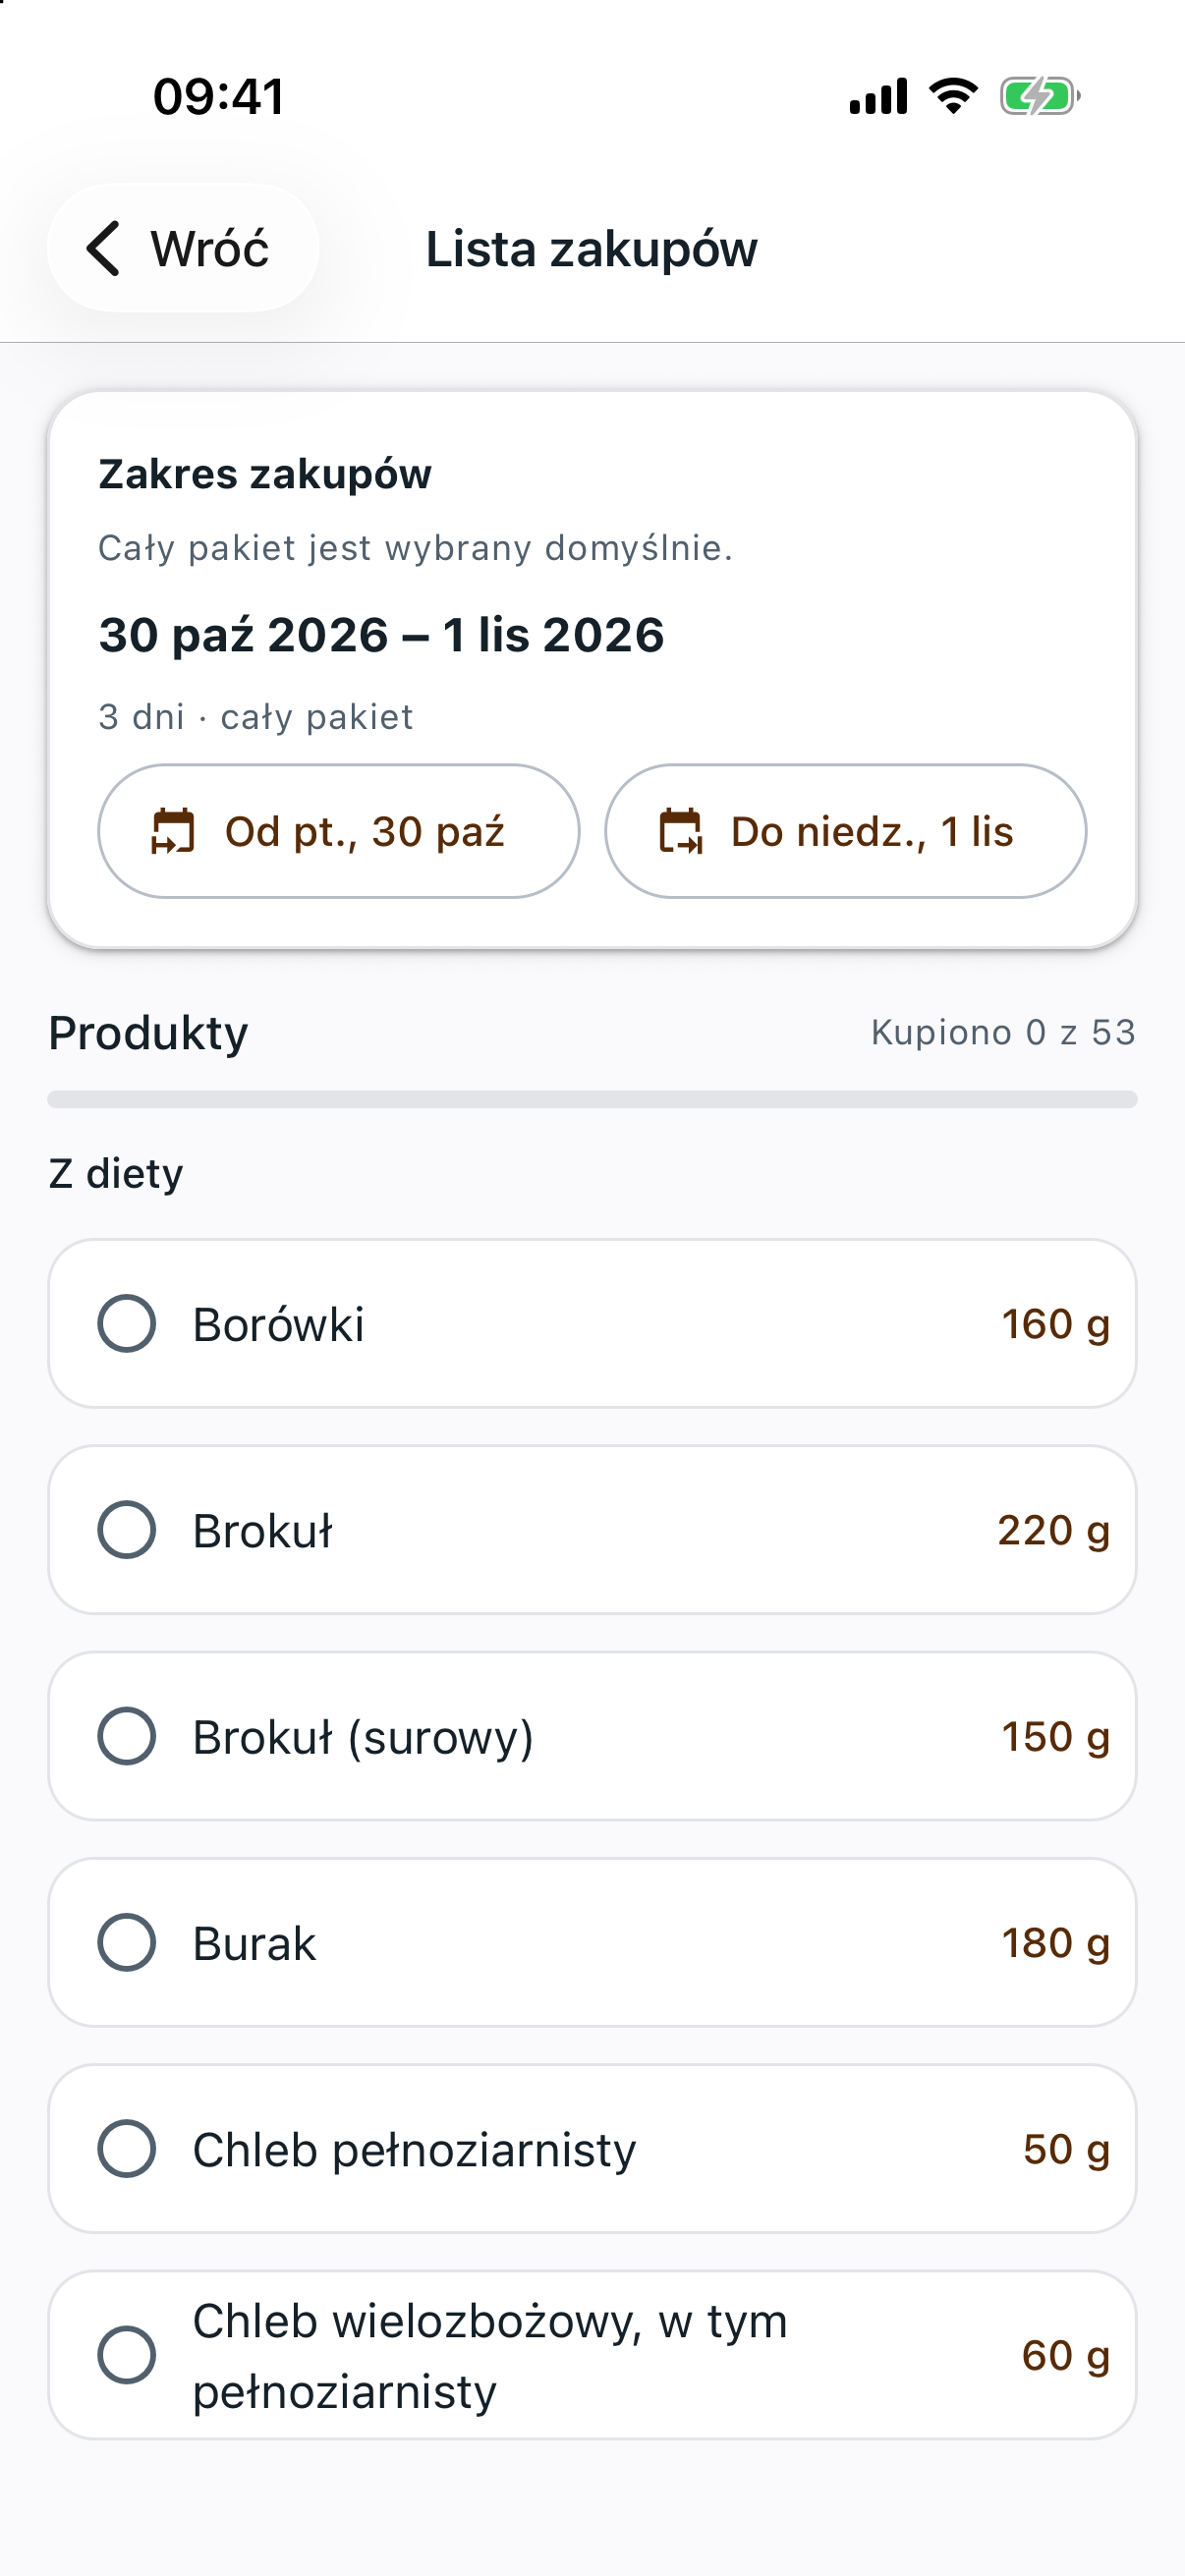 09:41
Wróć
Lista zakupów
Zakres zakupów
Cały pakiet jest wybrany domyślnie.
30 paź 2026 – 1 lis 2026
3 dni · cały pakiet
Od pt., 30 paź
Do niedz., 1 lis
Produkty
Kupiono 0 z 53
Z diety
Borówki
160 g
Brokuł
220 g
Brokuł (surowy)
150 g
Burak
180 g
Chleb pełnoziarnisty
50 g
Chleb wielozbożowy, w tym
pełnoziarnisty
60 g